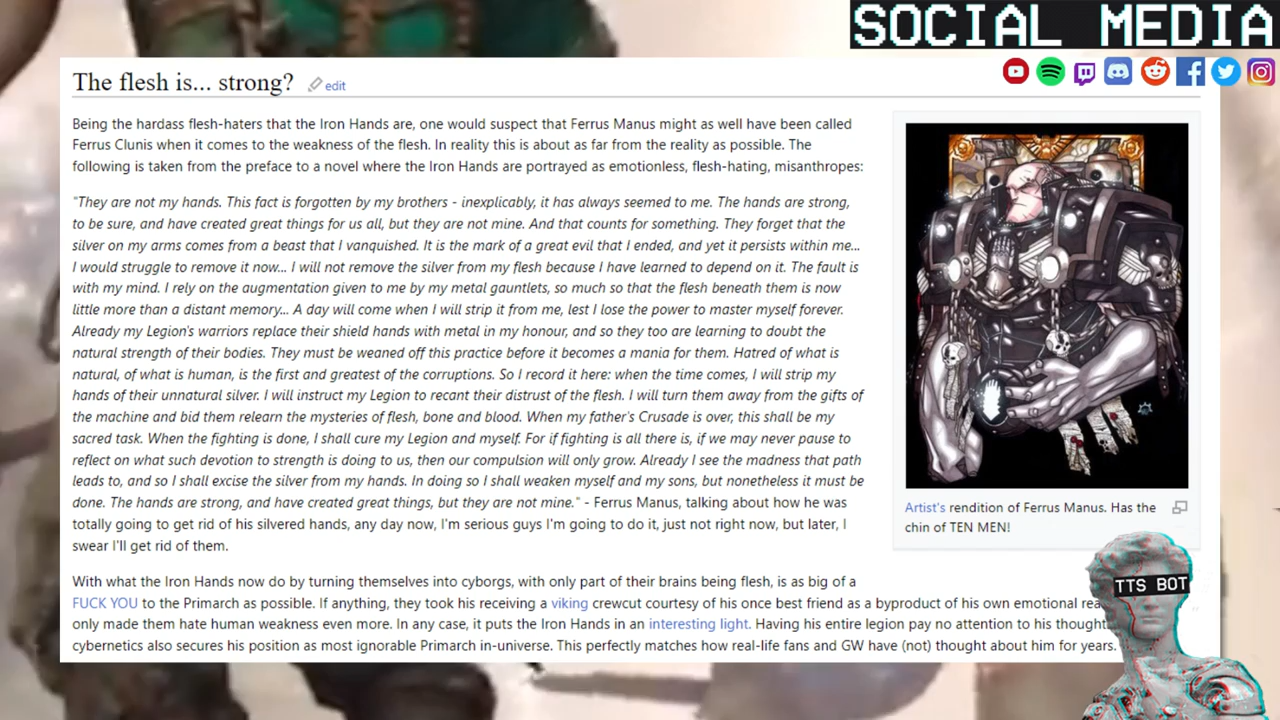 SOCIAL MEDIA
The flesh is... strong? edit
Being the hardass flesh-haters that the Iron Hands are, one would suspect that Ferrus Manus might as well have been called
Ferrus Clunis when it comes to the weakness of the flesh. In reality this is about as far from the reality as possible. The
following is taken from the preface to a novel where the Iron Hands are portrayed as emotionless, flesh-hating, misanthropes:
"They are not my hands. This fact is forgotten by my brothers - inexplicably, it has always seemed to me. The hands are strong,
to be sure, and have created great things for us all, but they are not mine. And that counts for something. They forget that the
silver on my arms comes from a beast that I vanquished. It is the mark of a great evil that I ended, and yet it persists within me...
I would struggle to remove it now... I will not remove the silver from my flesh because I have learned to depend on it. The fault is
with my mind. I rely on the augmentation given to me by my metal gauntlets, so much so that the flesh beneath them is now
little more than a distant memory... A day will come when I will strip it from me, lest I lose the power to master myself forever.
Already my Legion's warriors replace their shield hands with metal in my honour, and so they too are learning to doubt the
natural strength of their bodies. They must be weaned off this practice before it becomes a mania for them. Hatred of what is
natural, of what is human, is the first and greatest of the corruptions. So I record it here: when the time comes, I will strip my
hands of their unnatural silver. I will instruct my Legion to recant their distrust of the flesh. I will turn them away from the gifts of
the machine and bid them relearn the mysteries of flesh, bone and blood. When my father's Crusade is over, this shall be my
sacred task. When the fighting is done, I shall cure my Legion and myself. For if fighting is all there is, if we may never pause to
reflect on what such devotion to strength is doing to us, then our compulsion will only grow. Already I see the madness that path
leads to, and so I shall excise the silver from my hands. In doing so I shall weaken myself and my sons, but nonetheless it must be
done. The hands are strong, and have created great things, but they are not mine." - Ferrus Manus, talking about how he was
totally going to get rid of his silvered hands, any day now, I'm serious guys I'm going to do it, just not right now, but later, I
swear I'll get rid of them.
Artist's rendition of Ferrus Manus. Has the
chin of TEN MEN!
With what the Iron Hands now do by turning themselves into cyborgs, with only part of their brains being flesh, is as big of a
FUCK YOU to the Primarch as possible. If anything, they took his receiving a viking crewcut courtesy of his once best friend as a byproduct of his own emotional
only made them hate human weakness even more. In any case, it puts the Iron Hands in an interesting light. Having his entire legion pay no attention to his
cybernetics also secures his position as most ignorable Primarch in-universe. This perfectly matches how real-life fans and GW have (not) thought about him for years.
TTS BOT